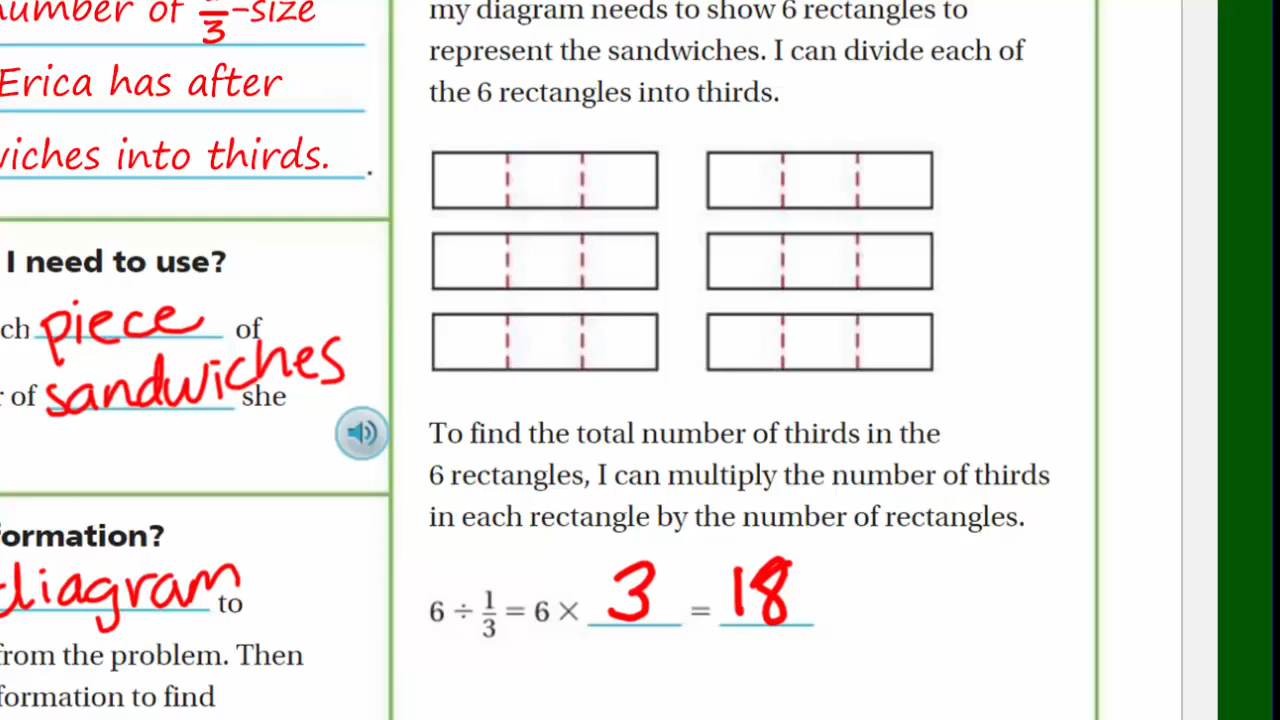 number of 1/3-size
Erica has after
wiches into thirds.
I need to use?
ch piece of
r of sandwiches she
formation?
diagram to
from the problem. Then
formation to find
my diagram needs to show 6 rectangles to
represent the sandwiches. I can divide each of
the 6 rectangles into thirds.
To find the total number of thirds in the
6 rectangles, I can multiply the number of thirds
in each rectangle by the number of rectangles.
6 ÷ 1/3 = 6 × 3 = 18